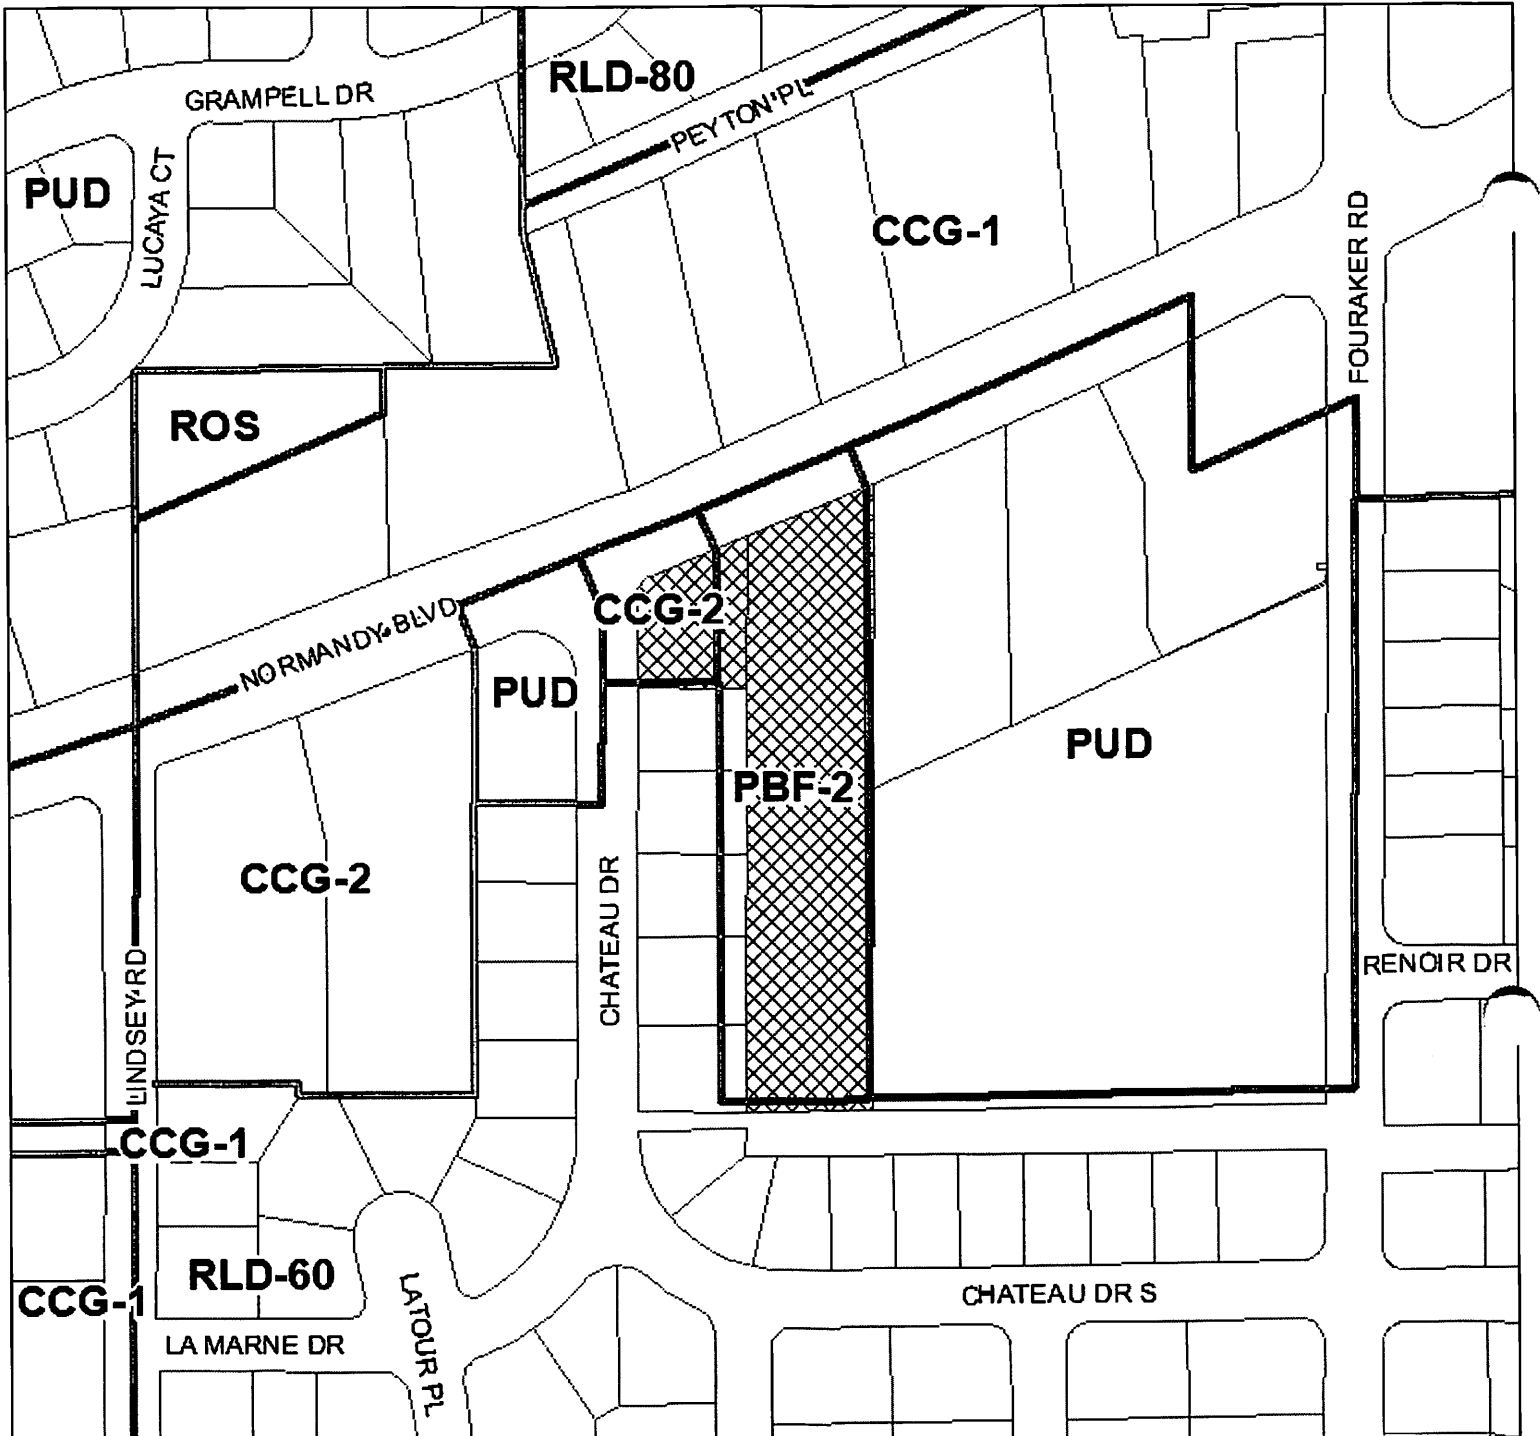 RLD-80
GRAMPELL DR
PEYTON PL
PUD
LUCAYA CT
CCG-1
FOURAKER RD
ROS
NORMANDY BLVD
CCG-2
PUD
PUD
PBF-2
CCG-2
CHATEAU DR
LINDSEY RD
RENOIR DR
CCG-1
RLD-60
CCG-1
LATOUR PL
CHATEAU DR S
LA MARNE DR